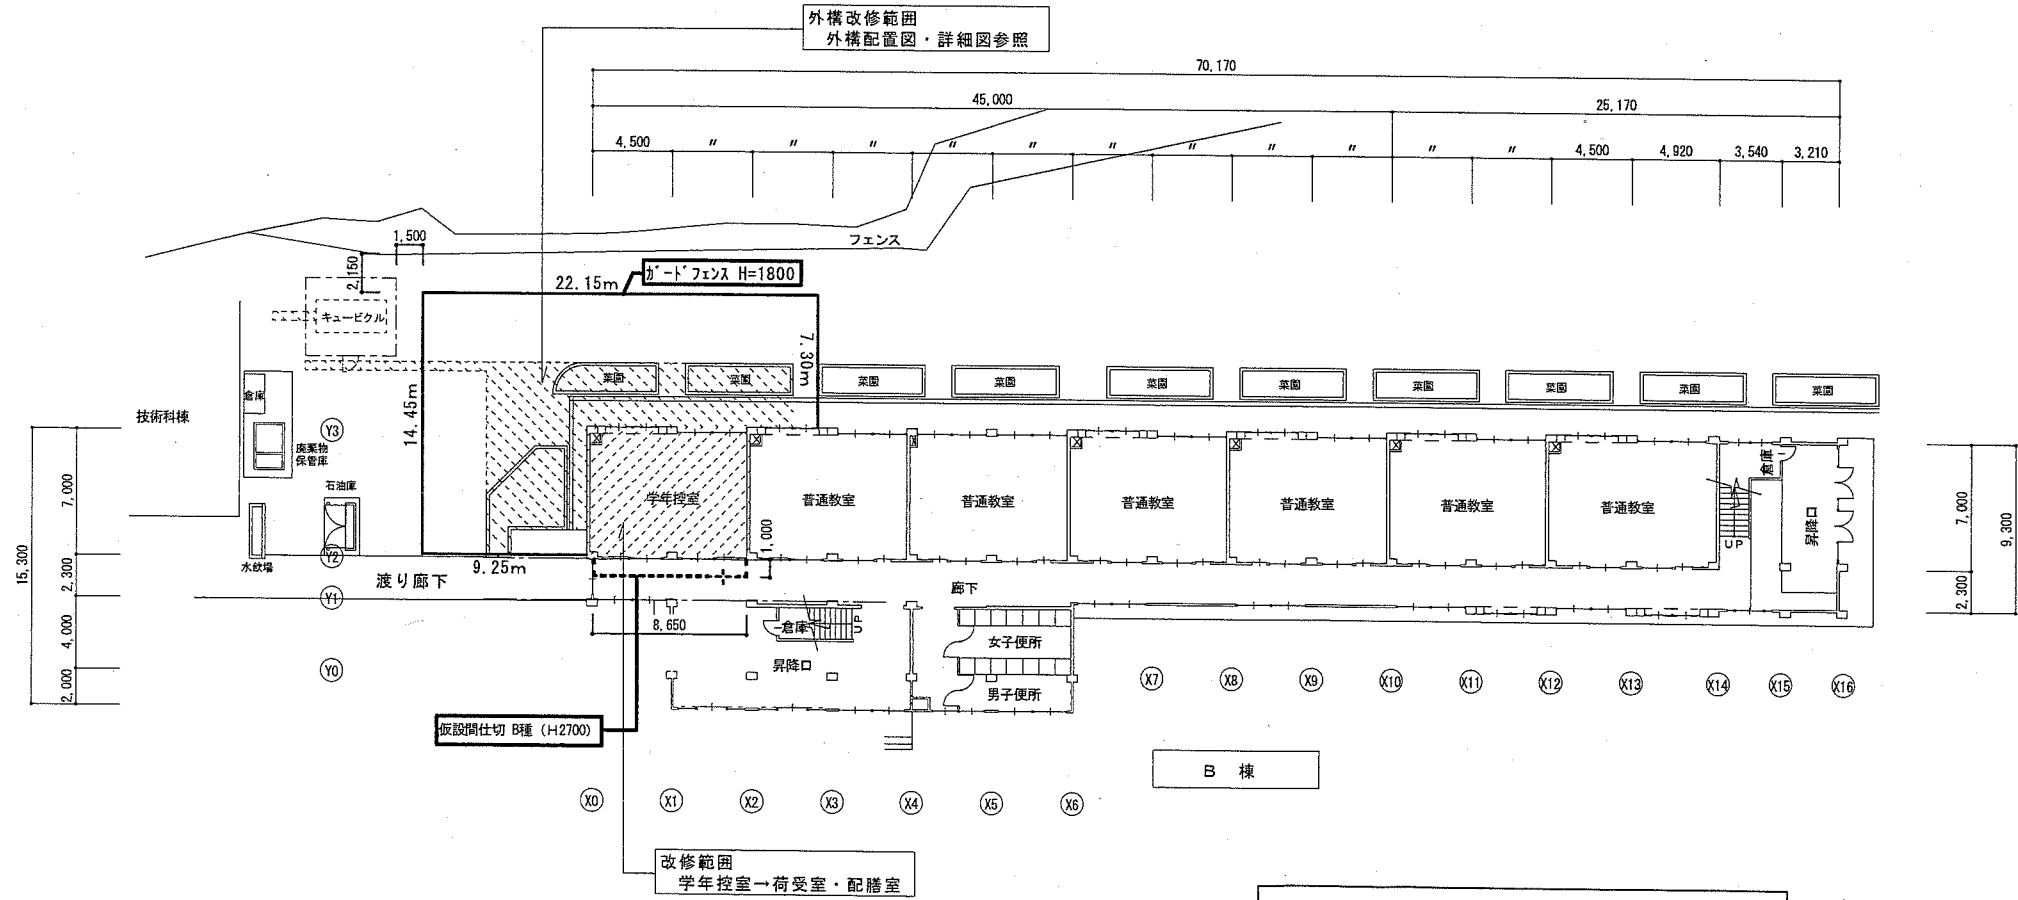 外構改修範囲
外構配置図・詳細図参照
70,170
45,000
25,170
4,500
〃
〃
〃
〃
〃
〃
〃
〃
〃
〃
〃
4,500
4,920
3,540
3,210
フェンス
1,500
2,150
ガードフェンス H=1800
22.15m
キュービクル
7.30m
14.45m
菜園
菜園
菜園
菜園
菜園
菜園
菜園
菜園
菜園
菜園
倉庫
技術科棟
Y3
廃棄物
保管庫
石油庫
学年控室
普通教室
普通教室
普通教室
普通教室
普通教室
普通教室
倉庫
昇降口
UP
7,000
2,300
4,000
2,000
15,300
7,000
2,300
9,300
1,000
Y2
水飲場
9.25m
渡り廊下
廊下
Y1
8,650
倉庫
UP
昇降口
女子便所
男子便所
Y0
X7
X8
X9
X10
X11
X12
X13
X14
X15
X16
仮設間仕切 B種 (H2700)
B 棟
X0
X1
X2
X3
X4
X5
X6
改修範囲
学年控室→荷受室・配膳室